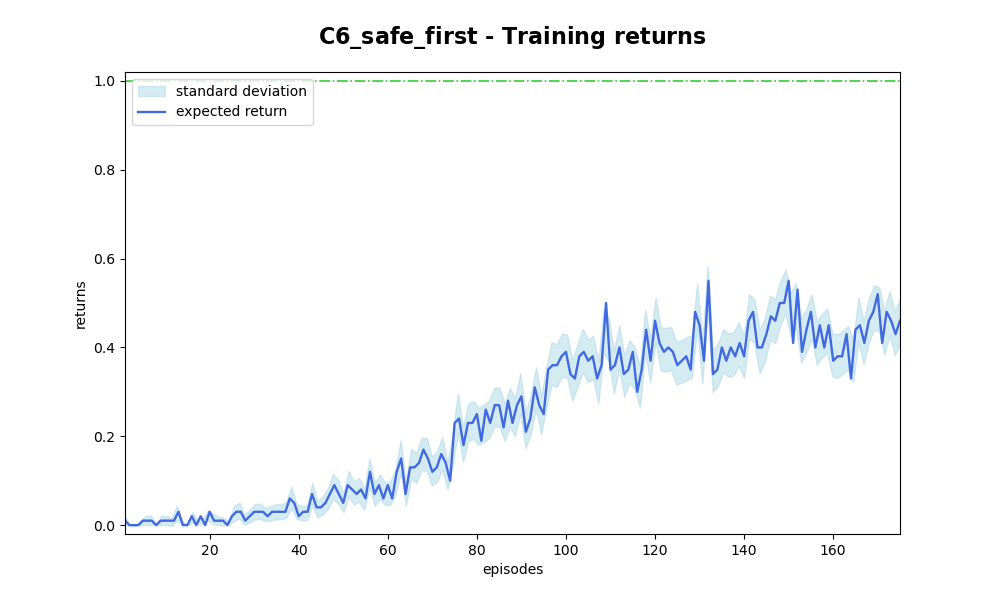 C6_safe_first - Training returns
standard deviation
expected return
1.0
0.8
0.6
0.4
0.2
0.0
returns
20 40 60 80 100 120 140 160
episodes